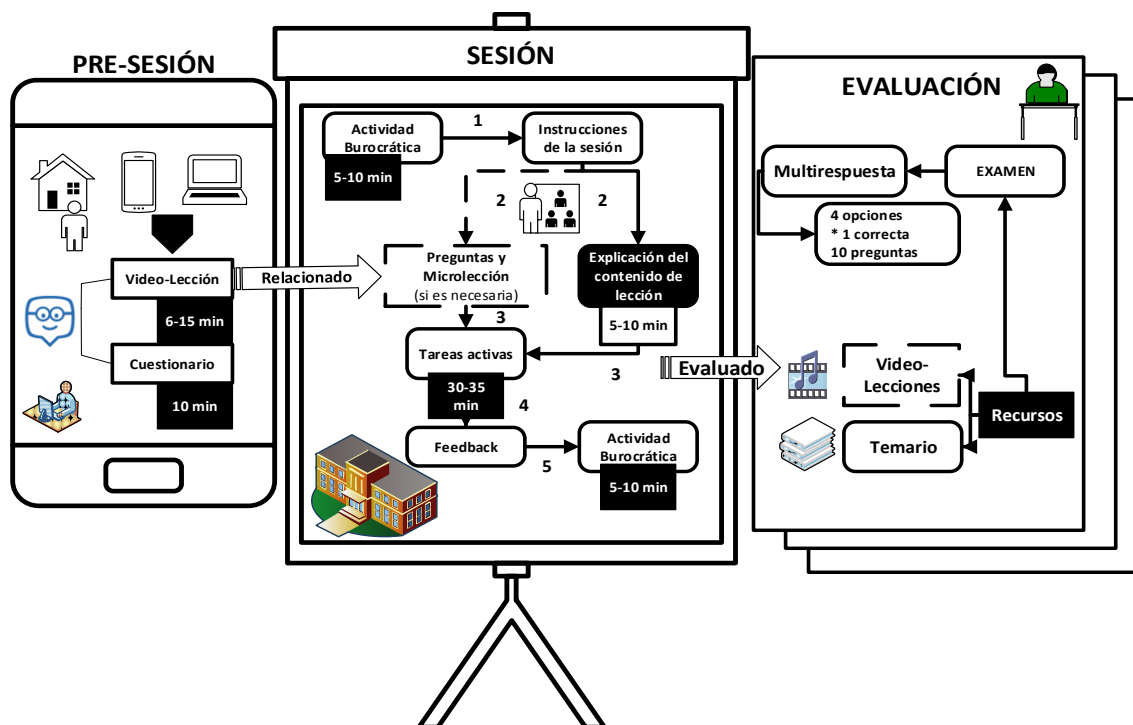 PRE-SESIÓN
Video-Lección
6-15 min
Cuestionario
10 min
Relacionado
SESIÓN
Actividad
Burocrática
5-10 min
1
Instrucciones
de la sesión
2
2
Preguntas y
Microlección
(si es necesaria)
Explicación del
contenido de
lección
5-10 min
3
3
Tareas activas
30-35
min
4
Feedback
5
Actividad
Burocrática
5-10 min
Evaluado
EVALUACIÓN
EXAMEN
Multirespuesta
4 opciones
* 1 correcta
10 preguntas
Video-
Lecciones
Recursos
Temario